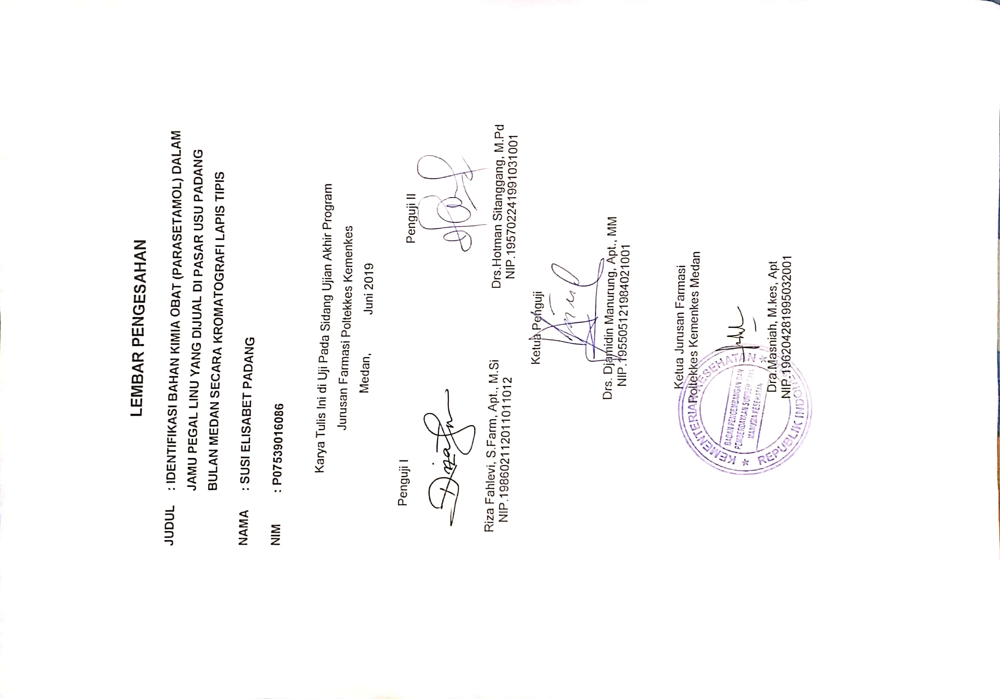 LEMBAR PENGESAHAN
JUDUL : IDENTIFIKASI BAHAN KIMIA OBAT (PARASETAMOL) DALAM
JAMU PEGAL LINU YANG DIJUAL DI PASAR USU PADANG
BULAN MEDAN SECARA KROMATOGRAFI LAPIS TIPIS
NAMA : SUSI ELISABET PADANG
NIM : P07539016086
Karya Tulis Ini di Uji Pada Sidang Ujian Akhir Program
Jurusan Farmasi Poltekkes Kemenkes
Medan, Juni 2019
Penguji I
Penguji II
Riza Fahlevi, S.Farm, Apt., M.Si
NIP.198602112011011012
Drs.Hotman Sitanggang, M.Pd
NIP.195702241991031001
Ketua Penguji
Drs. Djamidin Manurung, Apt., MM
NIP.195505121984021001
Ketua Jurusan Farmasi
Poltekkes Kemenkes Medan
KEMENTERIAN KESEHATAN
BADAN PENGEMBANGAN DAN
PEMBERDAYAAN SUMBER DAYA
MANUSIA KESEHATAN
REPUBLIK INDONESIA
Dra.Masniah, M.kes, Apt
NIP.196204281995032001